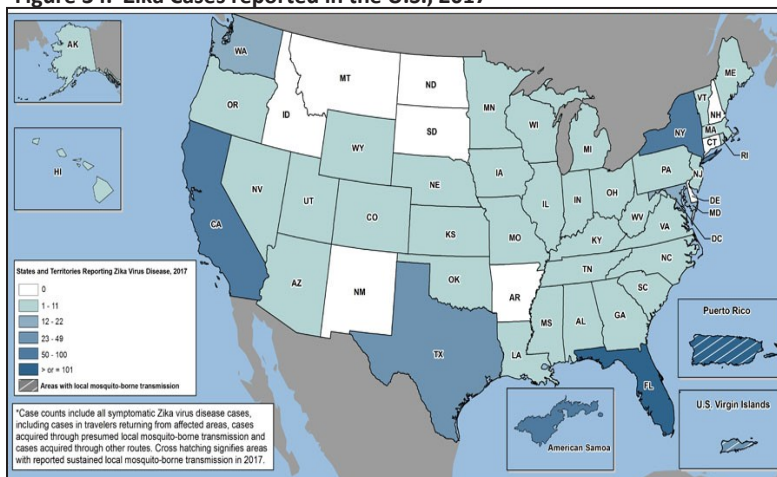 Figure 34. Zika Cases reported in the U.S., 2017
AK
HI
WA
OR
CA
ID
NV
MT
WY
UT
AZ
CO
NM
ND
SD
NE
KS
OK
TX
MN
IA
MO
AR
LA
WI
IL
MI
IN
OH
KY
TN
MS
AL
GA
FL
SC
NC
VA
WV
PA
NY
VT
NH
ME
MA
CT
RI
NJ
DE
MD
DC
States and Territories Reporting Zika Virus Disease, 2017
0
1 - 11
12 - 22
23 - 49
50 - 100
> or = 101
Areas with local mosquito-borne transmission
*Case counts include all symptomatic Zika virus disease cases,
including cases in travelers returning from affected areas, cases
acquired through presumed local mosquito-borne transmission and
cases acquired through other routes. Cross hatching signifies areas
with reported sustained local mosquito-borne transmission in 2017.
American Samoa
Puerto Rico
U.S. Virgin Islands